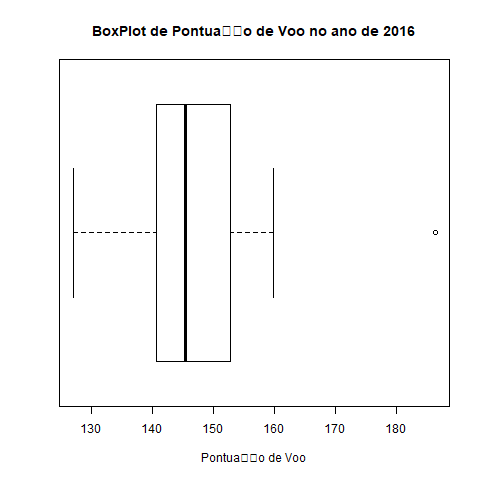 BoxPlot de Pontua□□o de Voo no ano de 2016
130 140 150 160 170 180
Pontua□□o de Voo